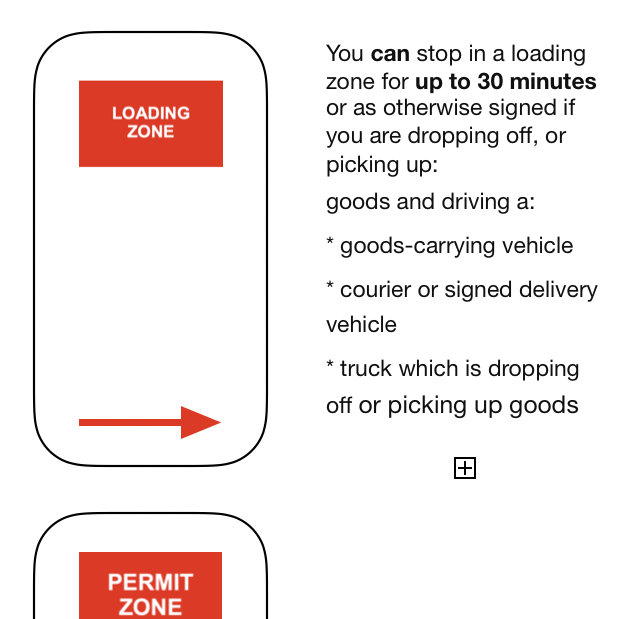 LOADING
ZONE
You can stop in a loading
zone for up to 30 minutes
or as otherwise signed if
you are dropping off, or
picking up:
goods and driving a:
* goods-carrying vehicle
* courier or signed delivery
vehicle
* truck which is dropping
off or picking up goods
PERMIT
ZONE